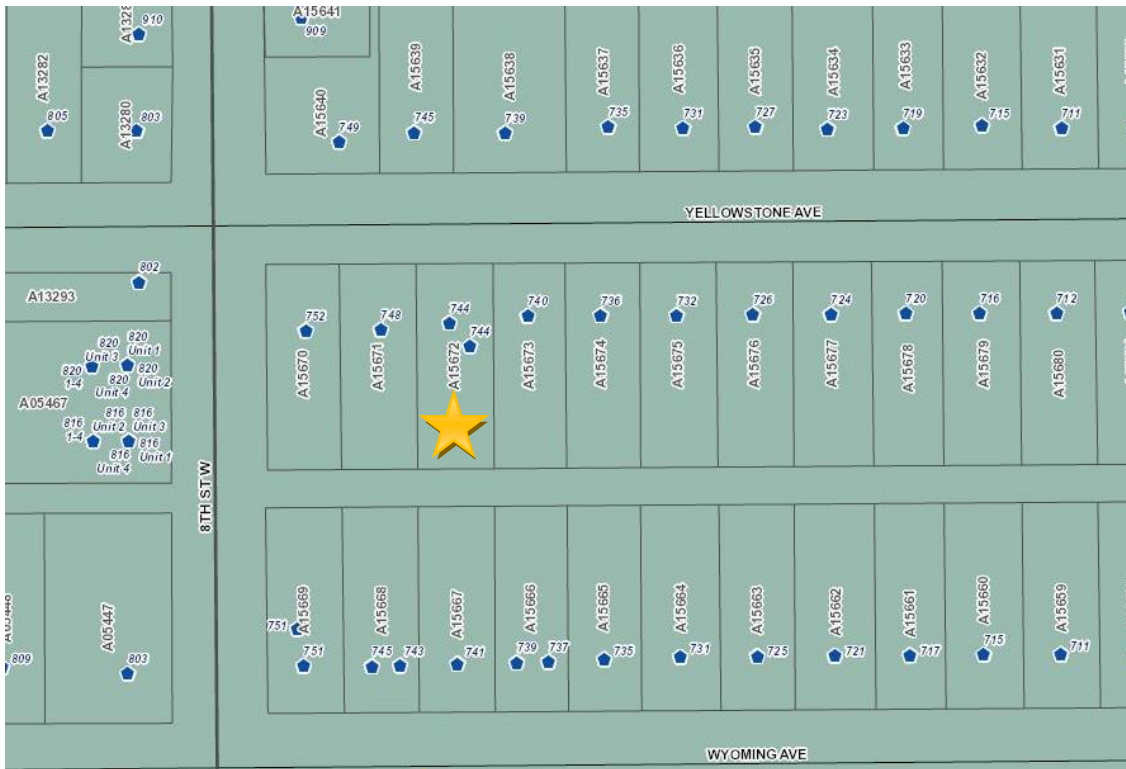 A13282
805
910
A13280
803
A15641
909
A15640
749
A15639
745
A15638
739
A15637
735
A15636
731
A15635
727
A15634
723
A15633
719
A15632
715
A15631
711
YELLOWSTONE AVE
802
A13293
820
Unit 3
820
Unit 1
820
1-4
820
Unit 4
820
Unit 2
A05467
816
1-4
816
Unit 2
816
Unit 3
816
Unit 4
816
Unit 1
8TH ST W
752
A15670
748
A15671
744
744
A15672
740
A15673
736
A15674
732
A15675
726
A15676
724
A15677
720
A15678
716
A15679
712
A15680
809
A05447
803
751
A15669
751
A15668
745
743
A15667
741
A15666
739
737
A15665
735
A15664
731
A15663
725
A15662
721
A15661
717
A15660
715
A15659
711
WYOMING AVE